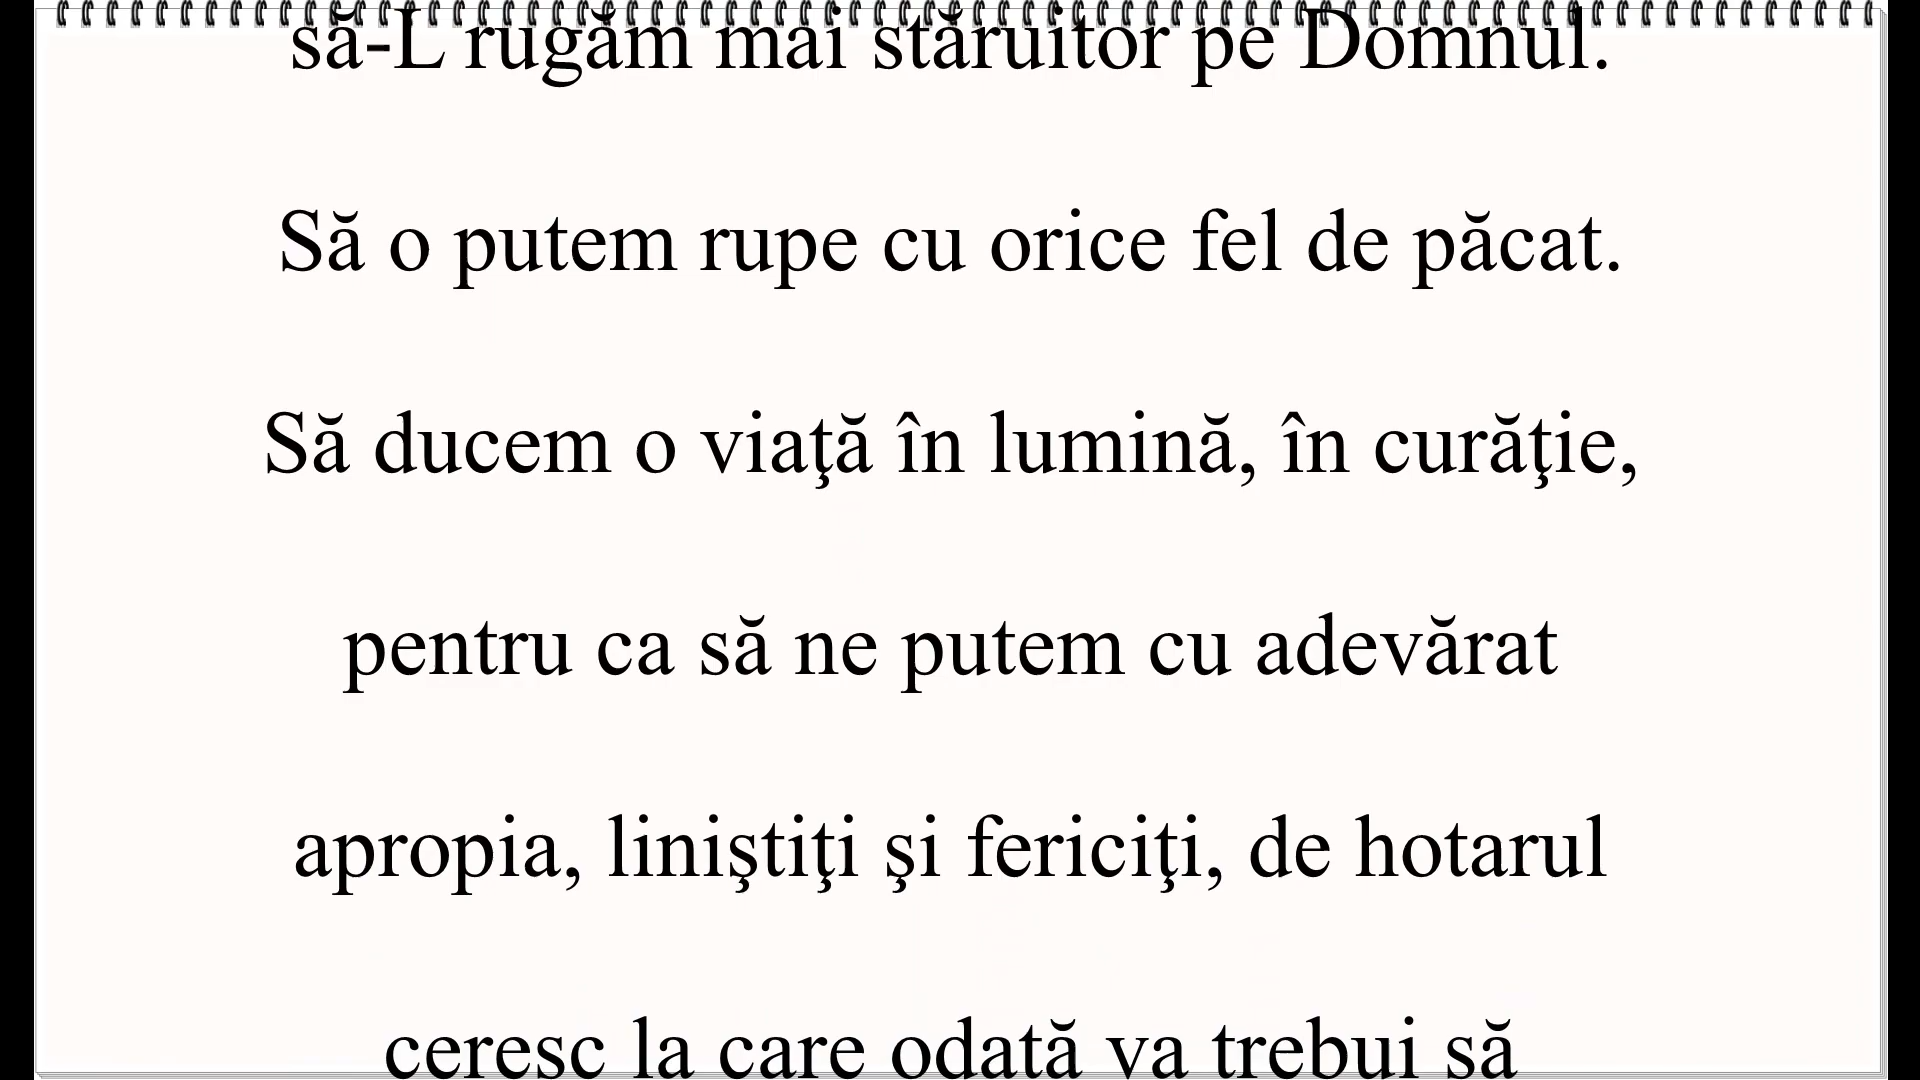 să-L rugăm mai stăruitor pe Domnul.
Să o putem rupe cu orice fel de păcat.
Să ducem o viaţă în lumină, în curăţie,
pentru ca să ne putem cu adevărat
apropia, liniştiţi şi fericiţi, de hotarul
ceresc la care odată va trebui să